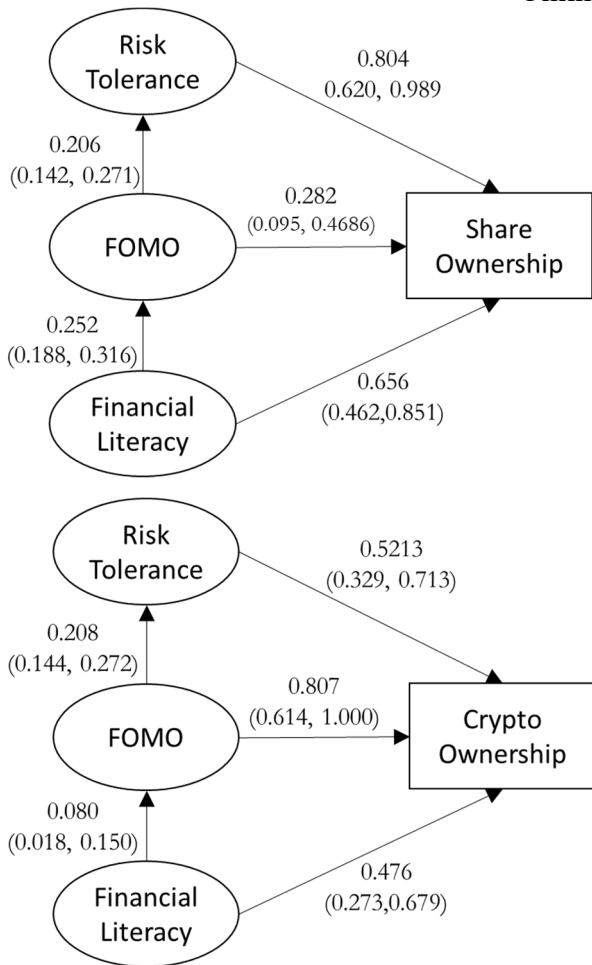 Risk
Tolerance
0.804
0.620, 0.989
0.206
(0.142, 0.271)
0.282
(0.095, 0.4686)
FOMO
Share
Ownership
0.252
(0.188, 0.316)
0.656
(0.462,0.851)
Financial
Literacy
Risk
Tolerance
0.5213
(0.329, 0.713)
0.208
(0.144, 0.272)
0.807
(0.614, 1.000)
FOMO
Crypto
Ownership
0.080
(0.018, 0.150)
0.476
(0.273,0.679)
Financial
Literacy